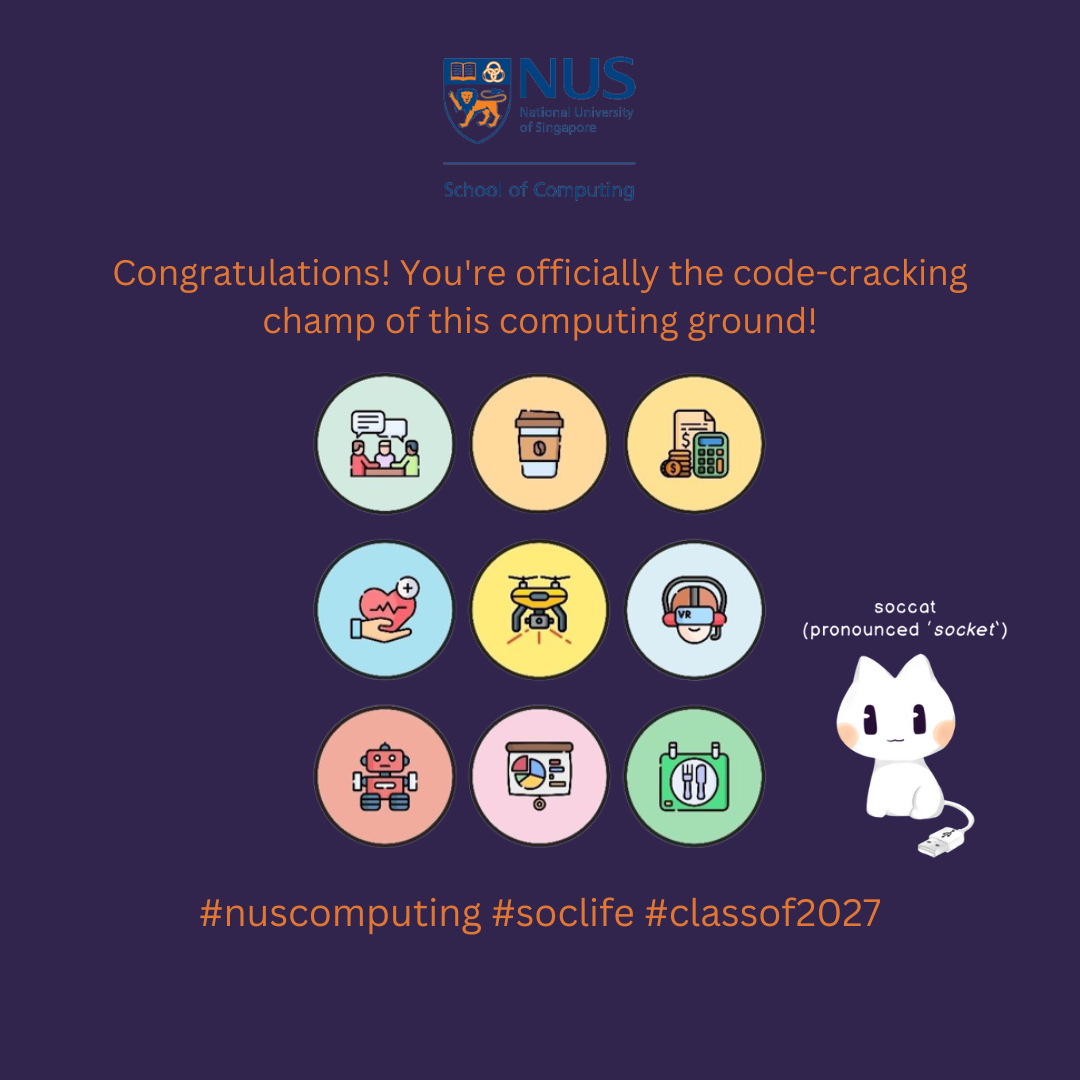 NUS
National University
of Singapore
School of Computing
Congratulations! You're officially the code-cracking
champ of this computing ground!
$
$
VR
soccat
(pronounced 'socket')
#nuscomputing #soclife #classof2027